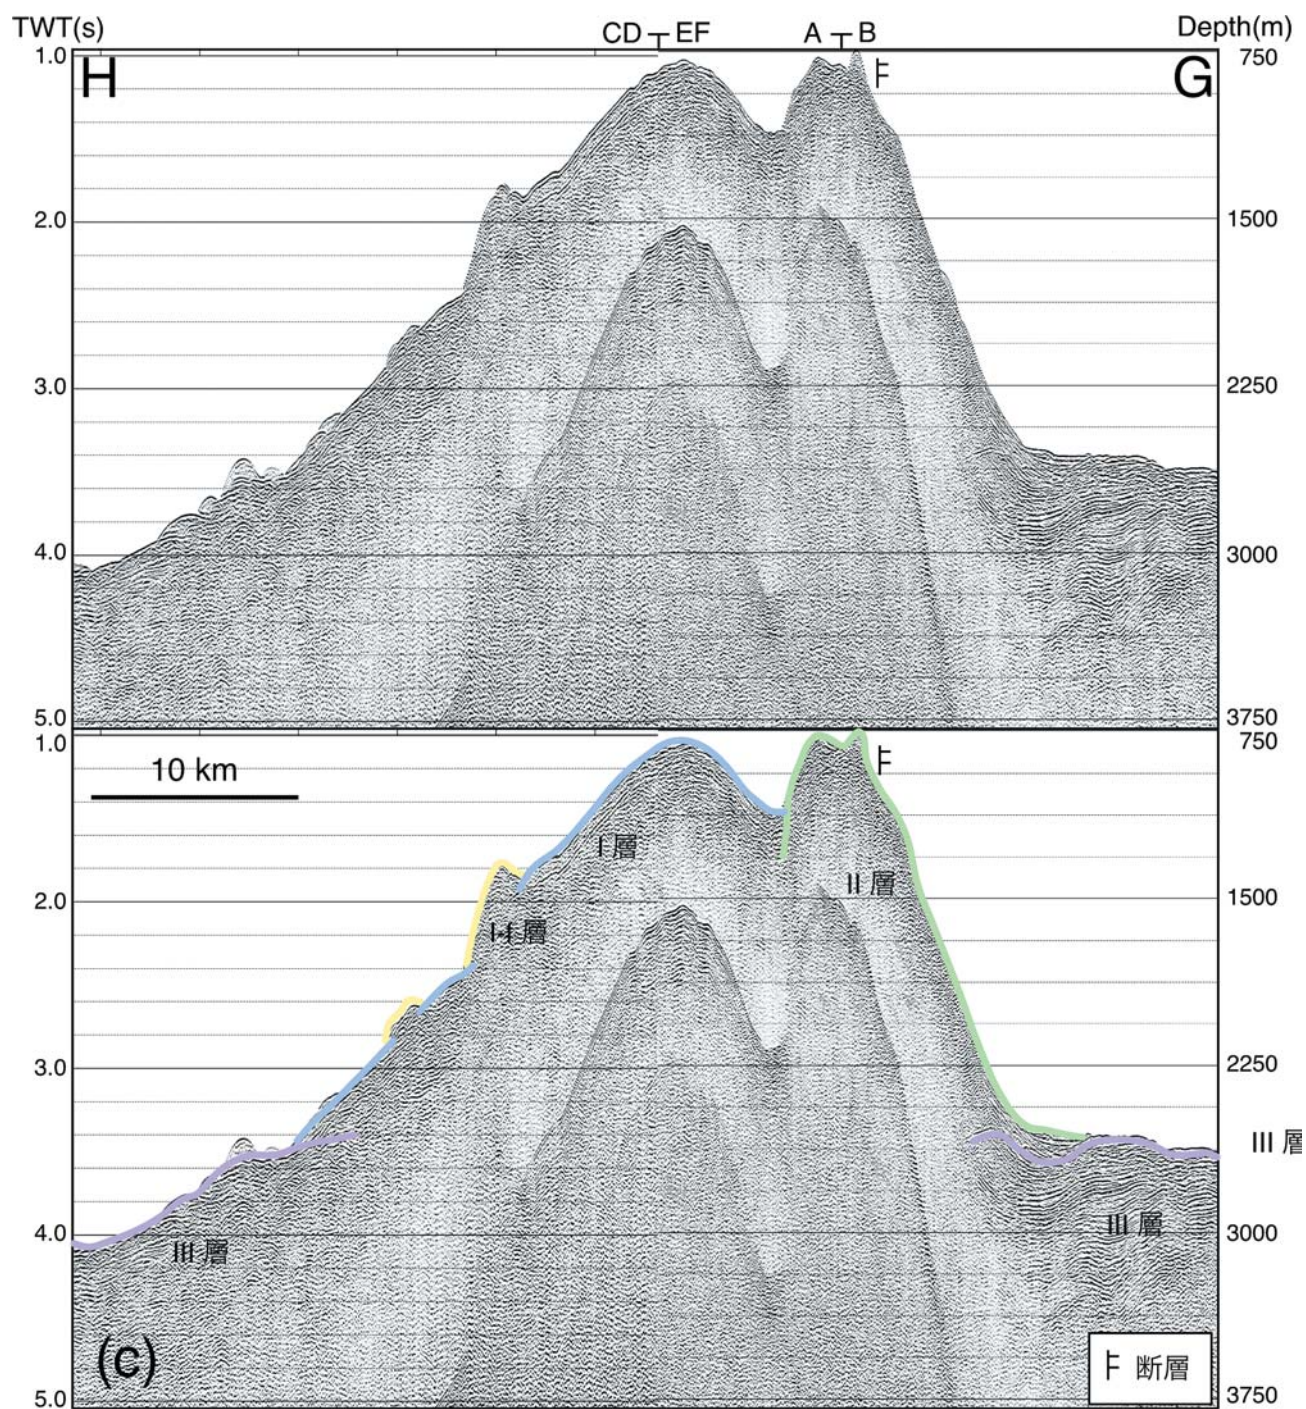 TWT(s) CD EF A B Depth(m)
1.0 750
H G
2.0 1500
3.0 2250
4.0 3000
5.0 3750
1.0 750
10 km
I 層
II 層
2.0 1500
I-f 層
3.0 2250
III 層
III 層 III 層
4.0 3000
(c) 断層
5.0 3750